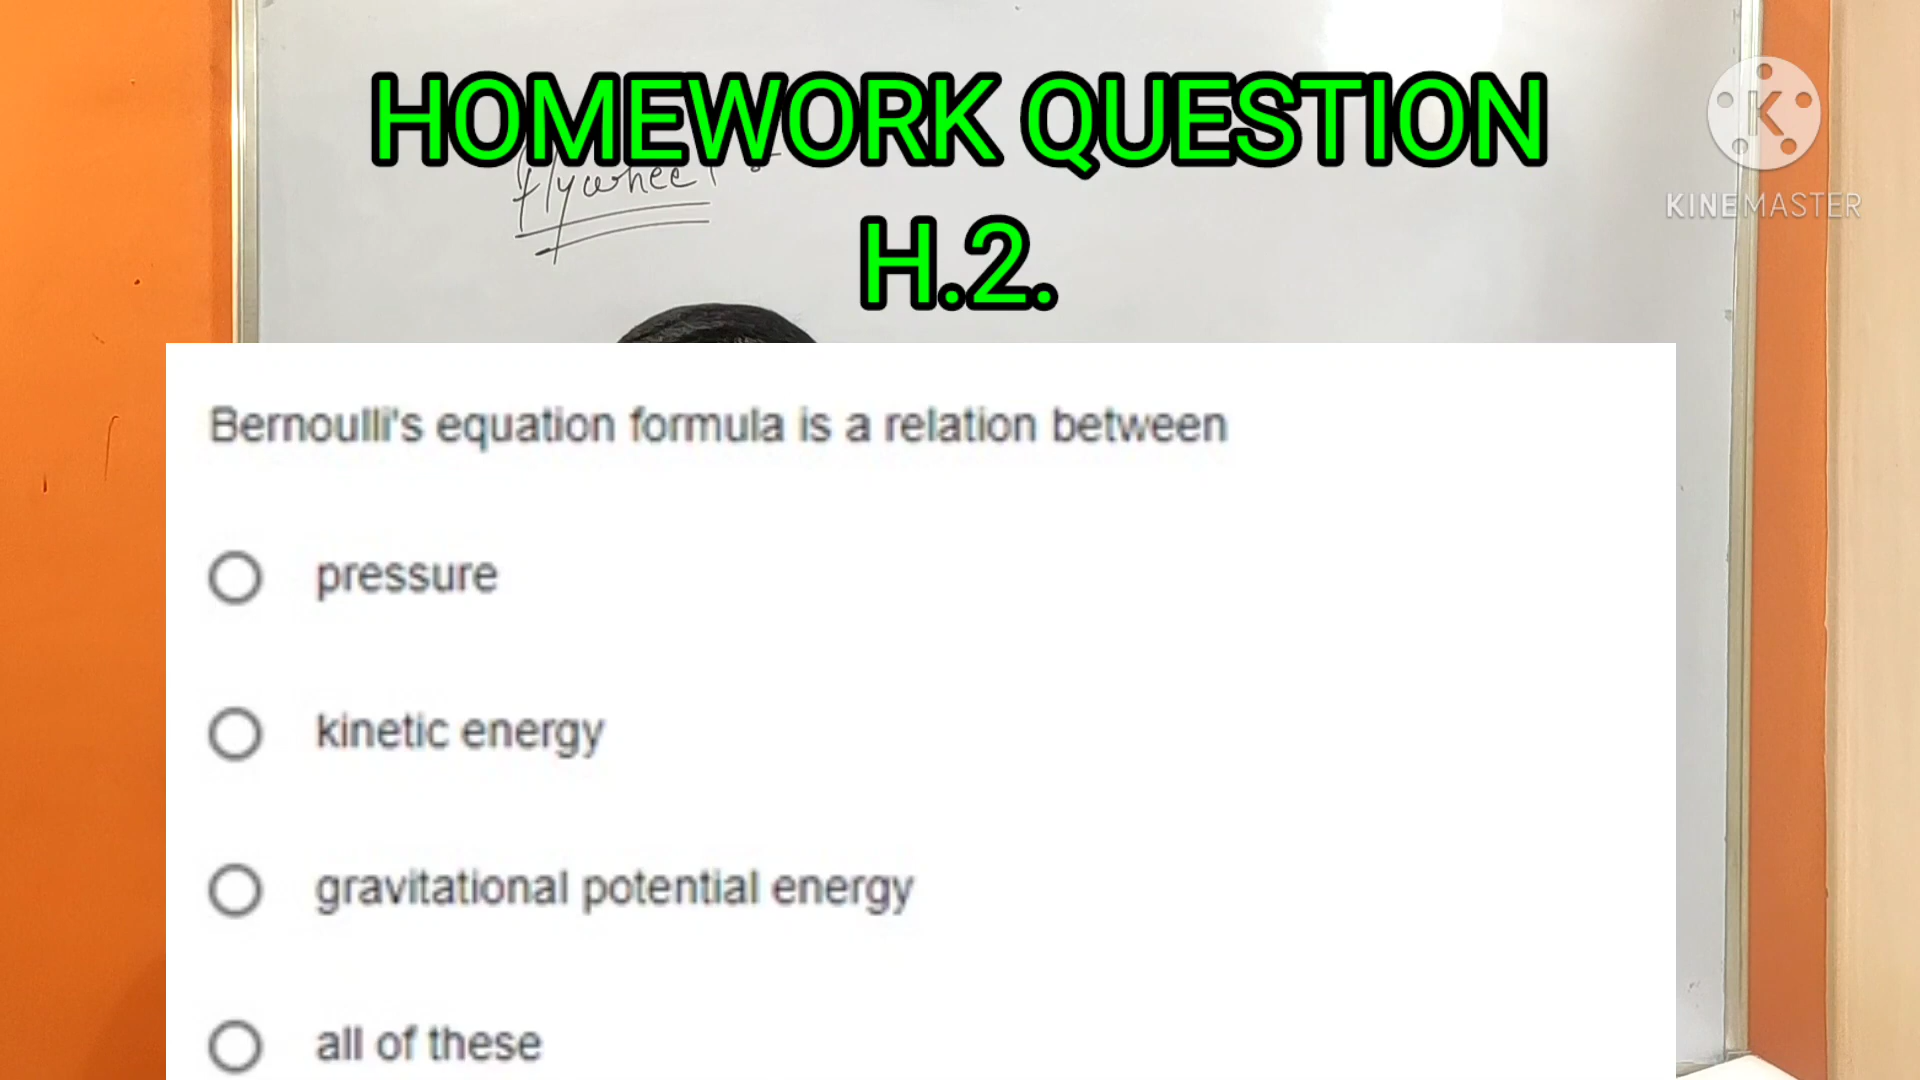 HOMEWORK QUESTION
Flywheel :-
H.2.
KINEMASTER
Bernoulli's equation formula is a relation between
pressure
kinetic energy
gravitational potential energy
all of these